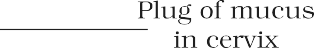 Plug of mucus
in cervix